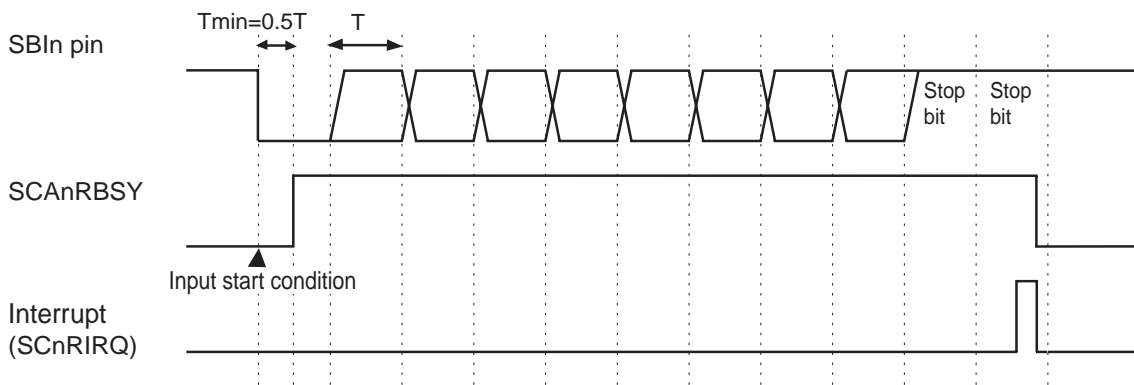 Tmin=0.5T
T
SBIn pin
Stop
bit
Stop
bit
SCAnRBSY
Input start condition
Interrupt
(SCnRIRQ)